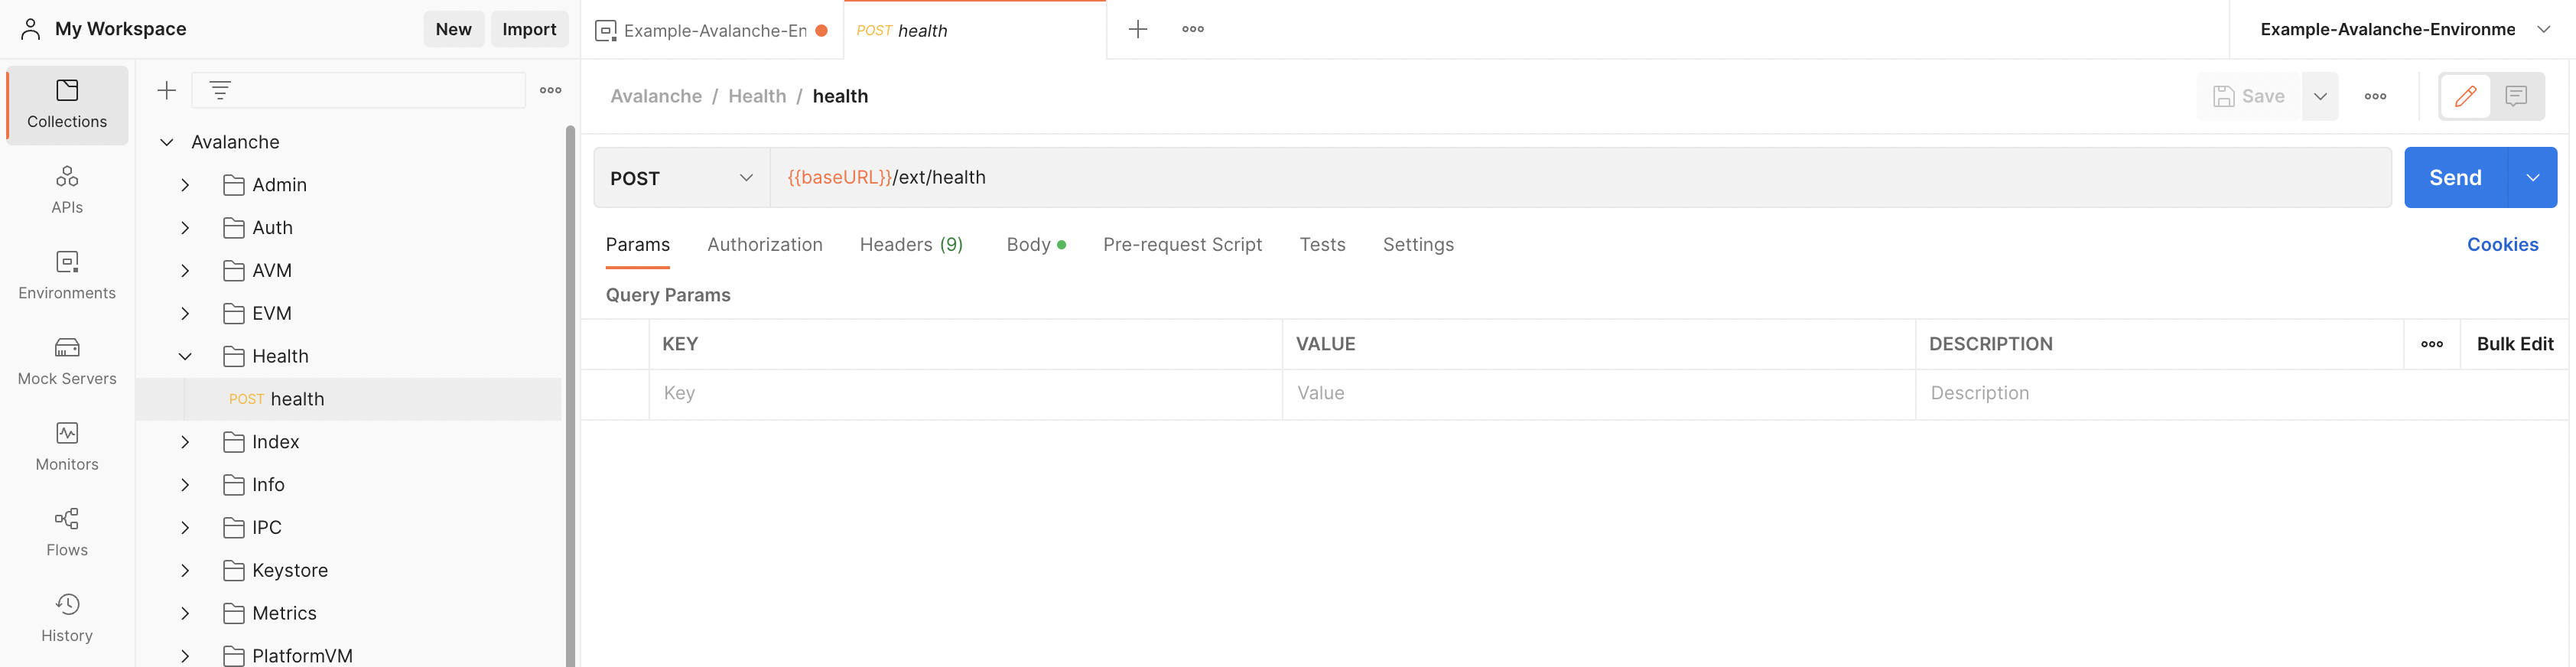 My Workspace
New
Import
Example-Avalanche-En
POST health
Example-Avalanche-Environme
Collections
APIs
Environments
Mock Servers
Monitors
Flows
History
Avalanche
Admin
Auth
AVM
EVM
Health
POST health
Index
Info
IPC
Keystore
Metrics
PlatformVM
Avalanche / Health / health
Save
POST
{{baseURL}}/ext/health
Send
Params
Authorization
Headers (9)
Body
Pre-request Script
Tests
Settings
Cookies
Query Params
KEY
VALUE
DESCRIPTION
Bulk Edit
Key
Value
Description